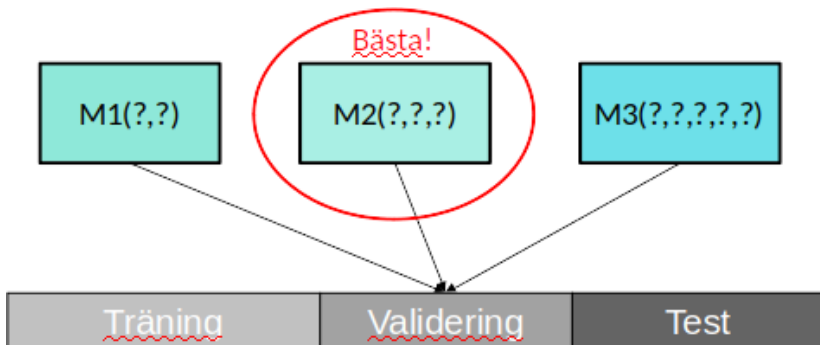 Bästa!
M1(?,?)
M2(?,?,?)
M3(?,?,?,?,?)
Träning
Validering
Test